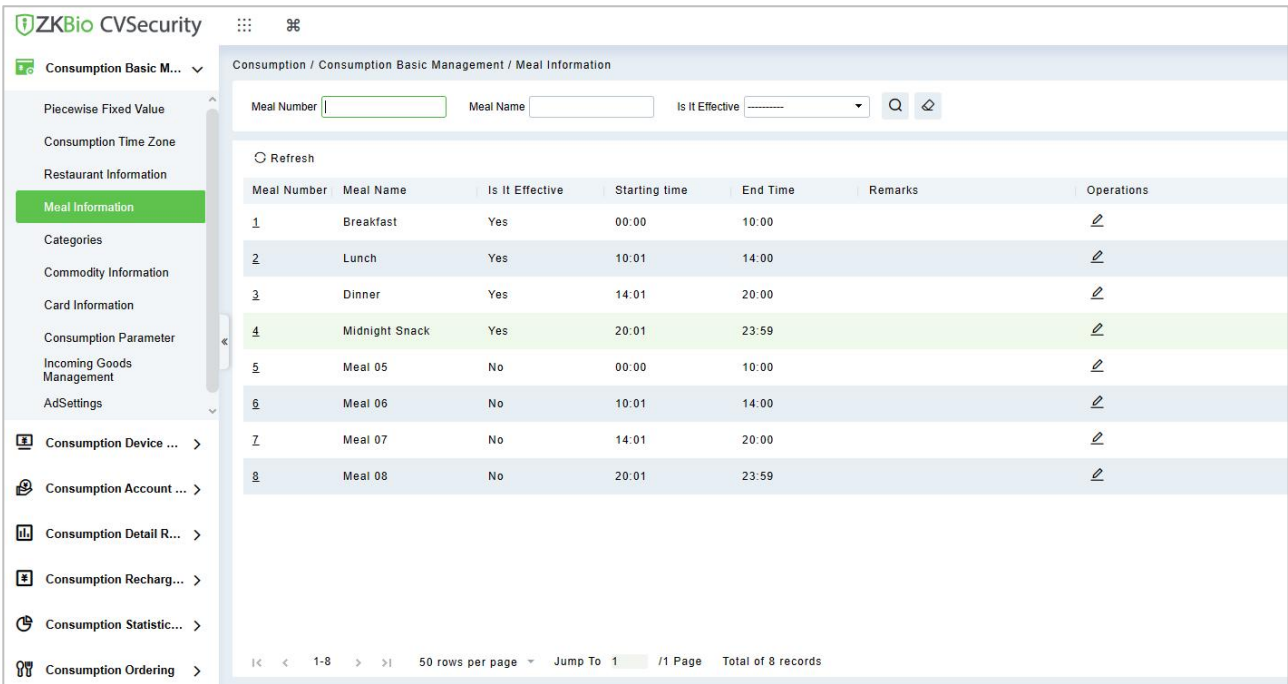 ZKBio CVSecurity
Consumption Basic M...
Piecewise Fixed Value
Consumption Time Zone
Restaurant Information
Meal Information
Categories
Commodity Information
Card Information
Consumption Parameter
Incoming Goods
Management
AdSettings
Consumption Device ...
Consumption Account ...
Consumption Detail R...
Consumption Recharg...
Consumption Statistic...
Consumption Ordering
Consumption / Consumption Basic Management / Meal Information
Meal Number Meal Name Is It Effective ----------
Refresh
Meal Number Meal Name Is It Effective Starting time End Time Remarks Operations
1 Breakfast Yes 00:00 10:00
2 Lunch Yes 10:01 14:00
3 Dinner Yes 14:01 20:00
4 Midnight Snack Yes 20:01 23:59
5 Meal 05 No 00:00 10:00
6 Meal 06 No 10:01 14:00
7 Meal 07 No 14:01 20:00
8 Meal 08 No 20:01 23:59
|< < 1-8 > >| 50 rows per page Jump To 1 /1 Page Total of 8 records